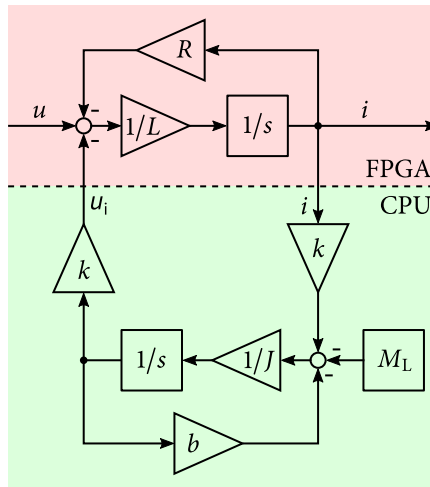 R
u
-
1/L
1/s
i
-
FPGA
u_i
i
CPU
k
k
1/s
1/J
-
M_L
-
b